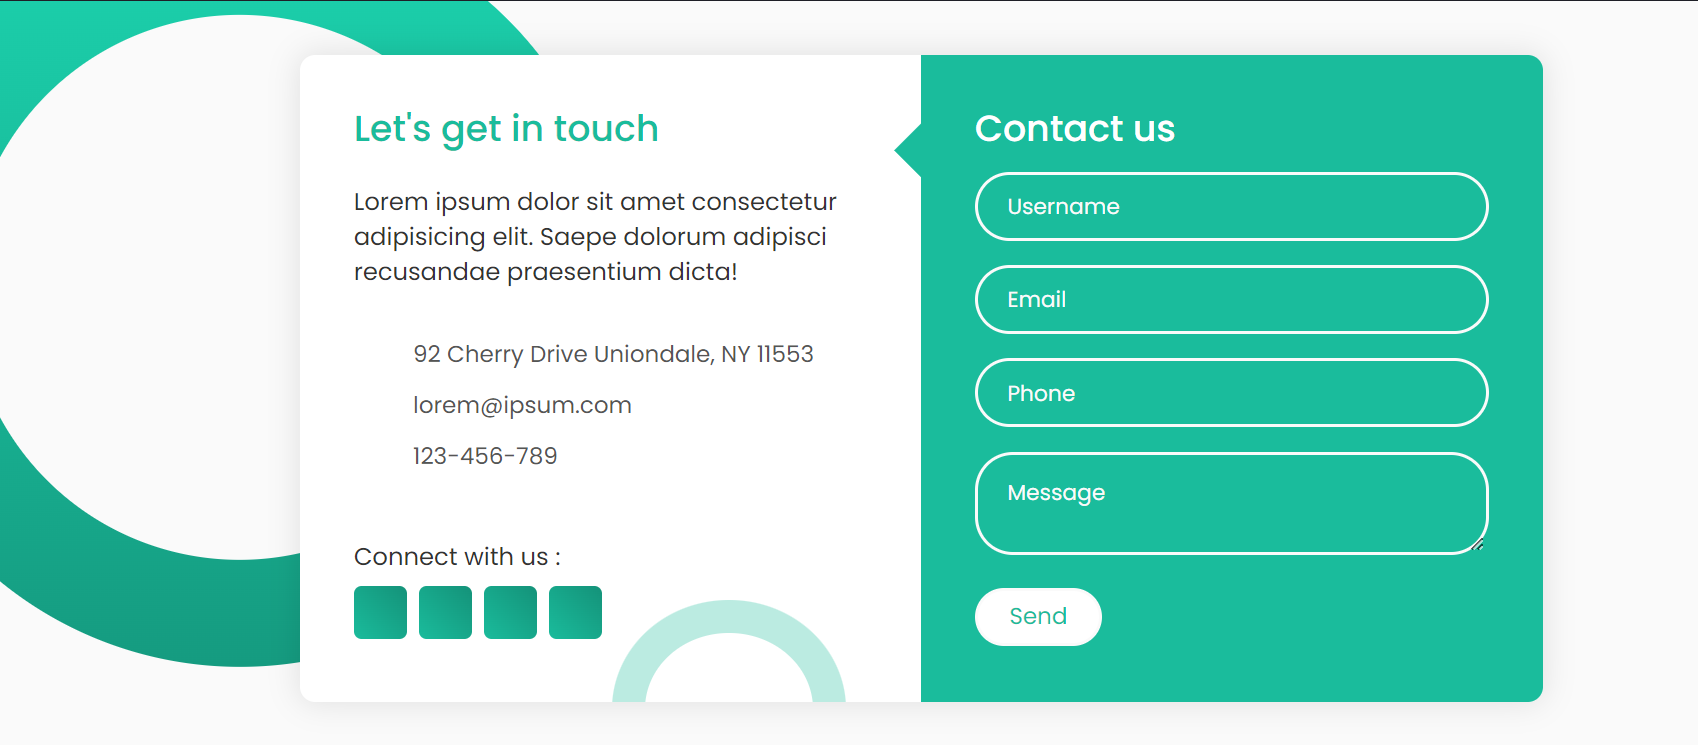 Let's get in touch
Lorem ipsum dolor sit amet consectetur
adipisicing elit. Saepe dolorum adipisci
recusandae praesentium dicta!
92 Cherry Drive Uniondale, NY 11553
lorem@ipsum.com
123-456-789
Connect with us :
Contact us
Username
Email
Phone
Message
Send